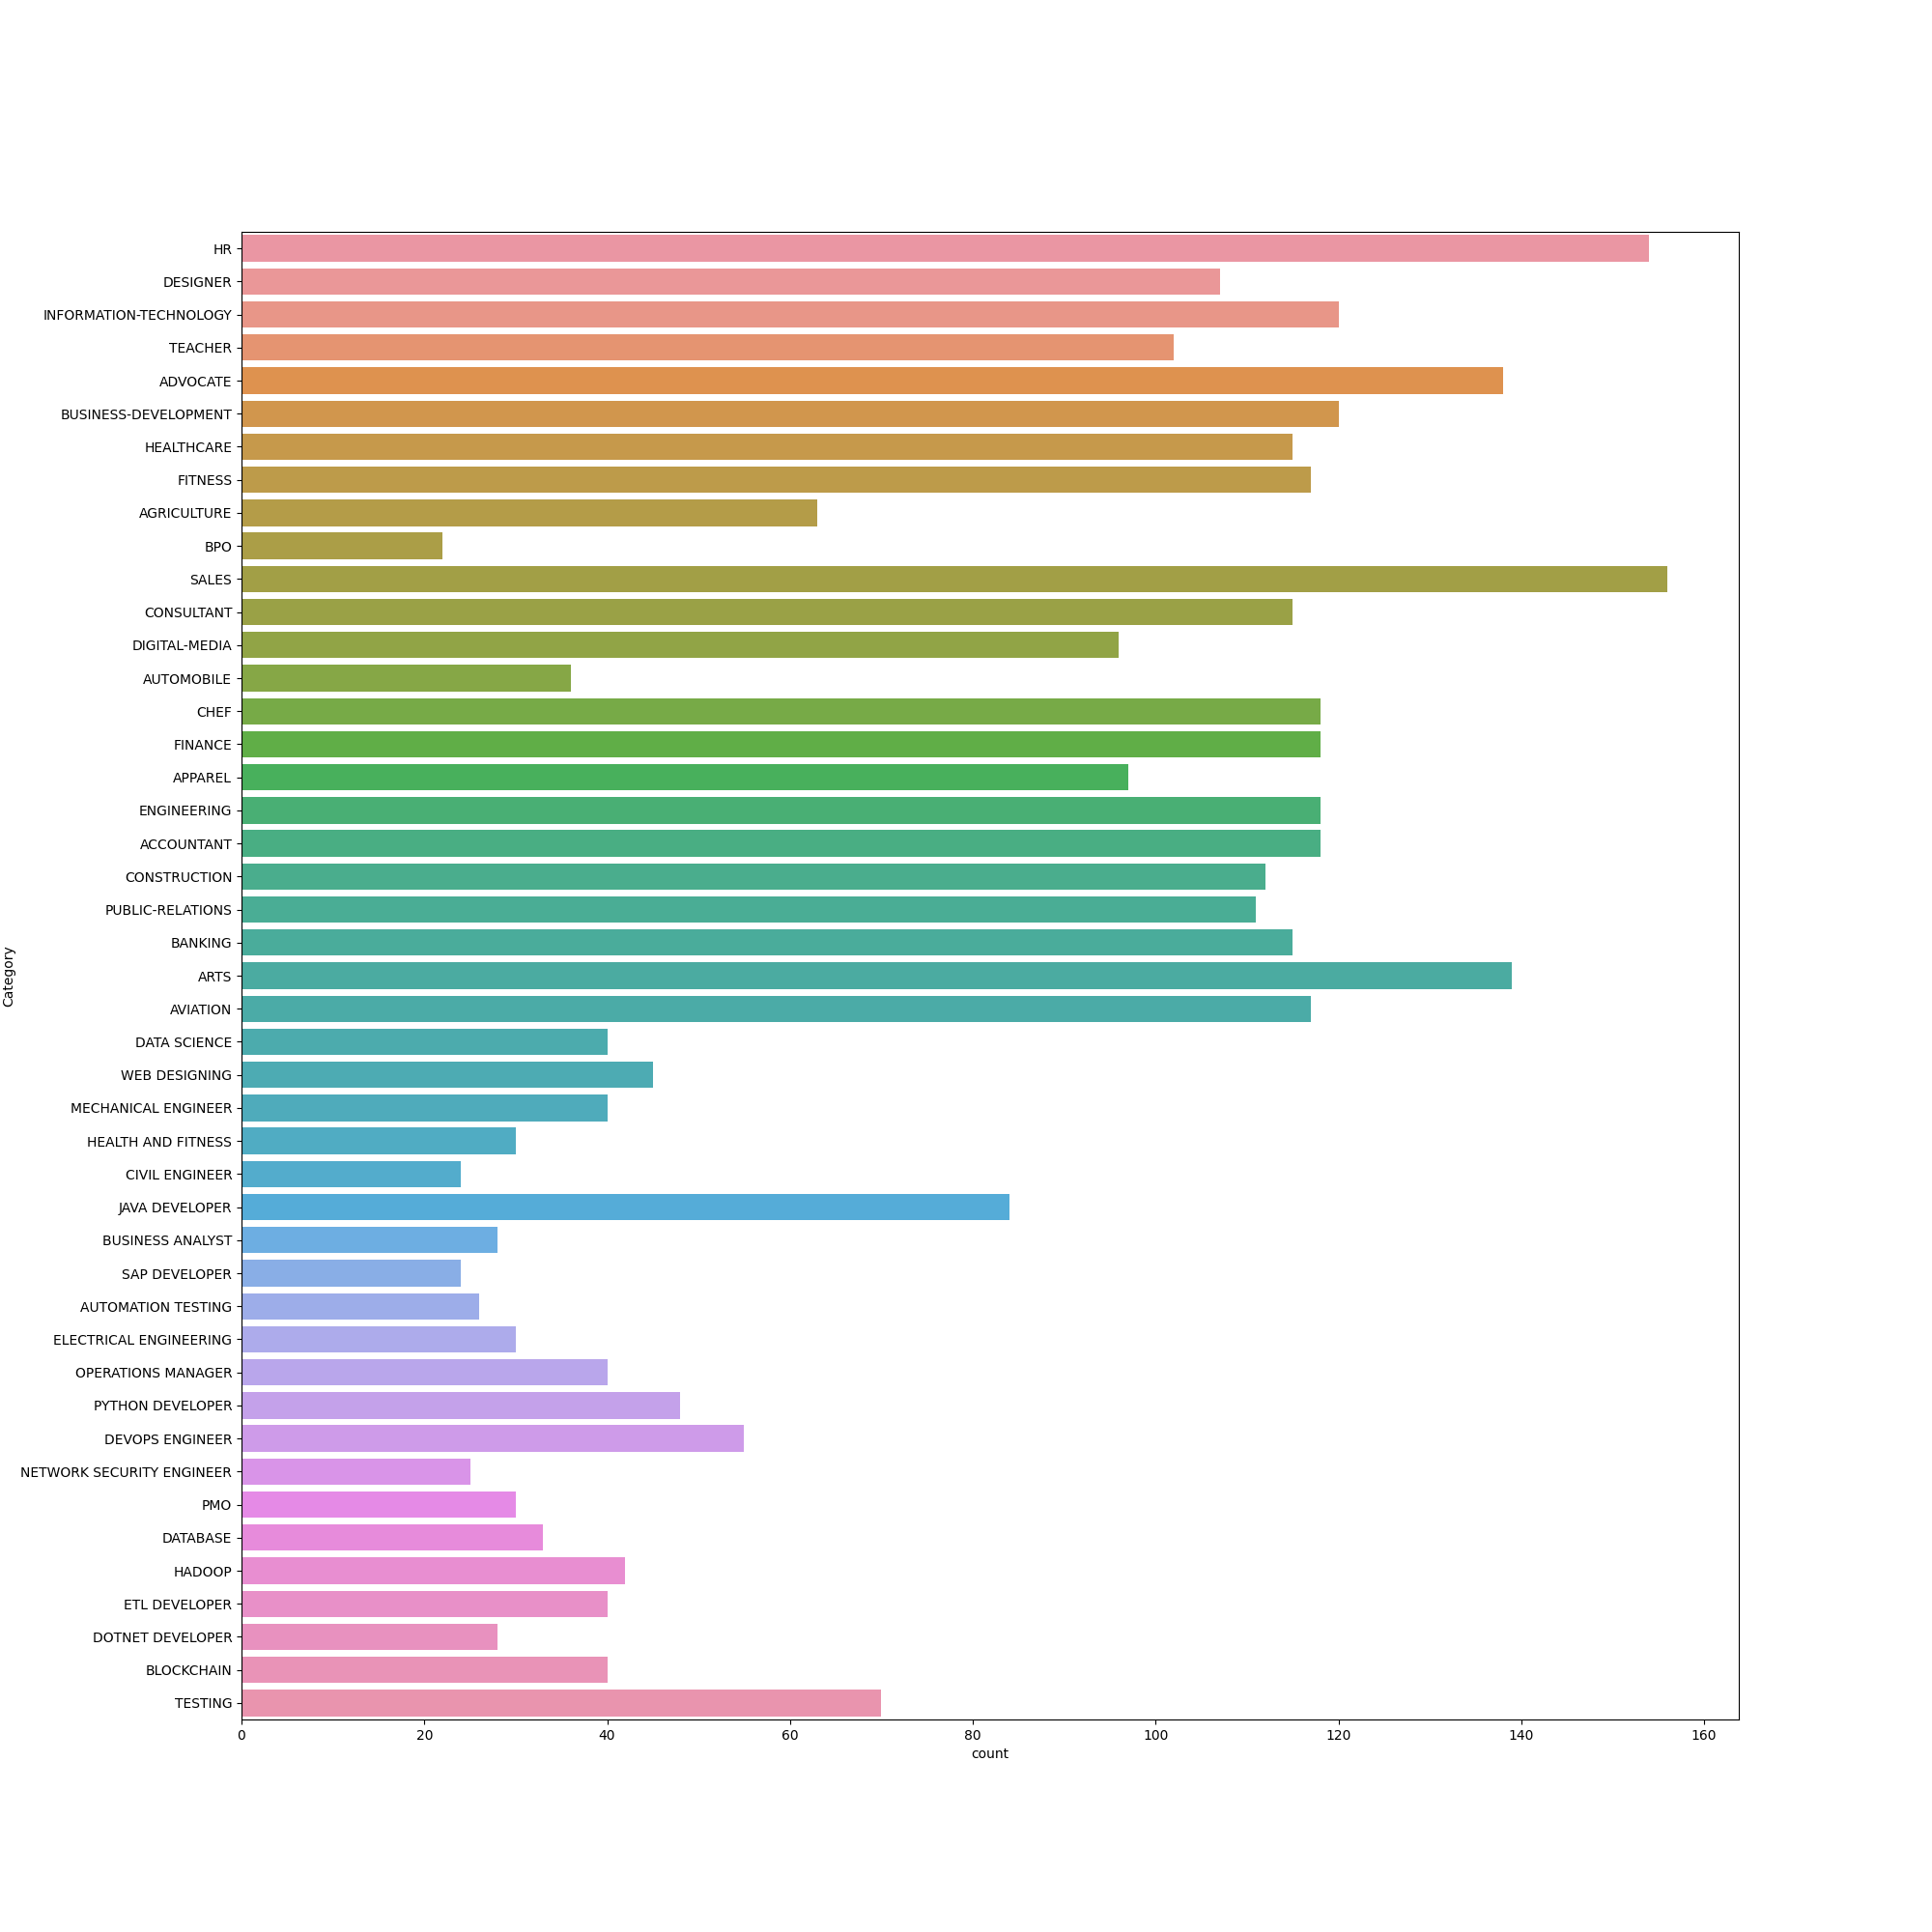 HR
DESIGNER
INFORMATION-TECHNOLOGY
TEACHER
ADVOCATE
BUSINESS-DEVELOPMENT
HEALTHCARE
FITNESS
AGRICULTURE
BPO
SALES
CONSULTANT
DIGITAL-MEDIA
AUTOMOBILE
CHEF
FINANCE
APPAREL
ENGINEERING
ACCOUNTANT
CONSTRUCTION
PUBLIC-RELATIONS
BANKING
Category
ARTS
AVIATION
DATA SCIENCE
WEB DESIGNING
MECHANICAL ENGINEER
HEALTH AND FITNESS
CIVIL ENGINEER
JAVA DEVELOPER
BUSINESS ANALYST
SAP DEVELOPER
AUTOMATION TESTING
ELECTRICAL ENGINEERING
OPERATIONS MANAGER
PYTHON DEVELOPER
DEVOPS ENGINEER
NETWORK SECURITY ENGINEER
PMO
DATABASE
HADOOP
ETL DEVELOPER
DOTNET DEVELOPER
BLOCKCHAIN
TESTING
0 20 40 60 80 100 120 140 160
count